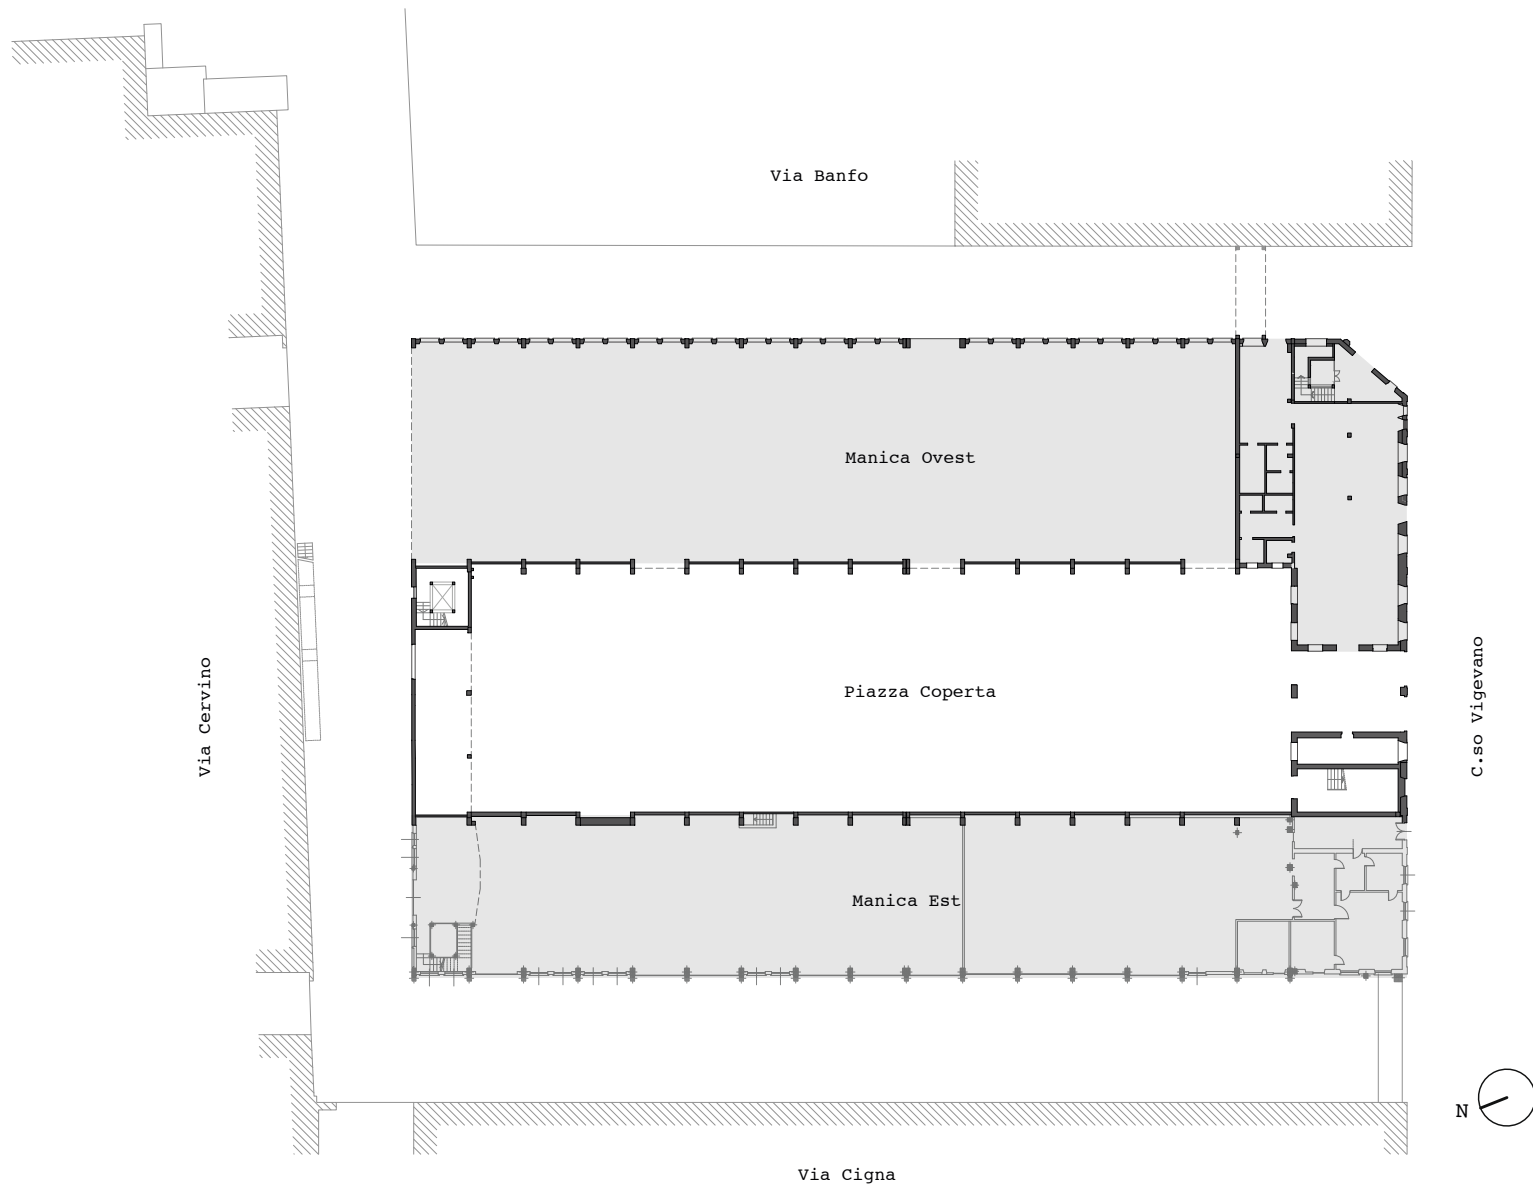 Via Banfo
Manica Ovest
Via Cervino
Piazza Coperta
C.so Vigevano
Manica Est
N
Via Cigna